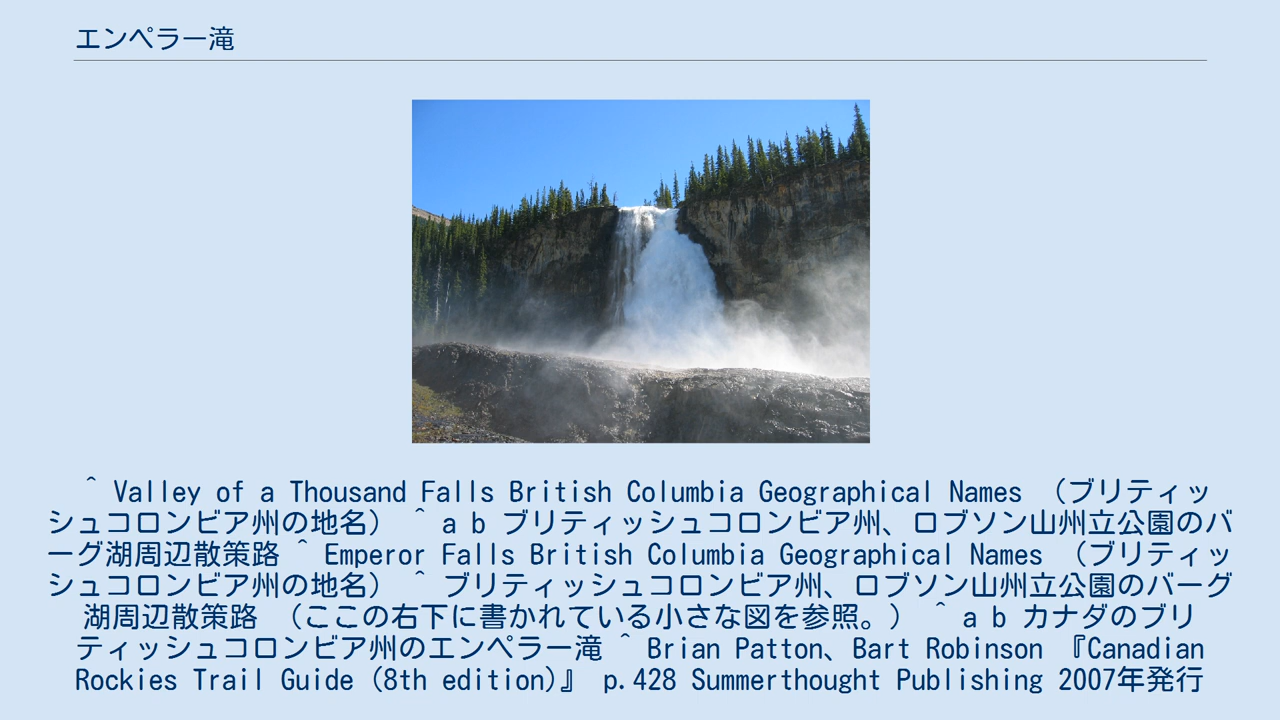 エンペラー滝
^ Valley of a Thousand Falls British Columbia Geographical Names （ブリティッ
シュコロンビア州の地名） ^ a b ブリティッシュコロンビア州、ロブソン山州立公園のバ
ーグ湖周辺散策路 ^ Emperor Falls British Columbia Geographical Names （ブリティッ
シュコロンビア州の地名） ^ ブリティッシュコロンビア州、ロブソン山州立公園のバーグ
湖周辺散策路 （ここの右下に書かれている小さな図を参照。） ^ a b カナダのブリ
ティッシュコロンビア州のエンペラー滝 ^ Brian Patton、Bart Robinson 『Canadian
Rockies Trail Guide (8th edition)』 p.428 Summerthought Publishing 2007年発行